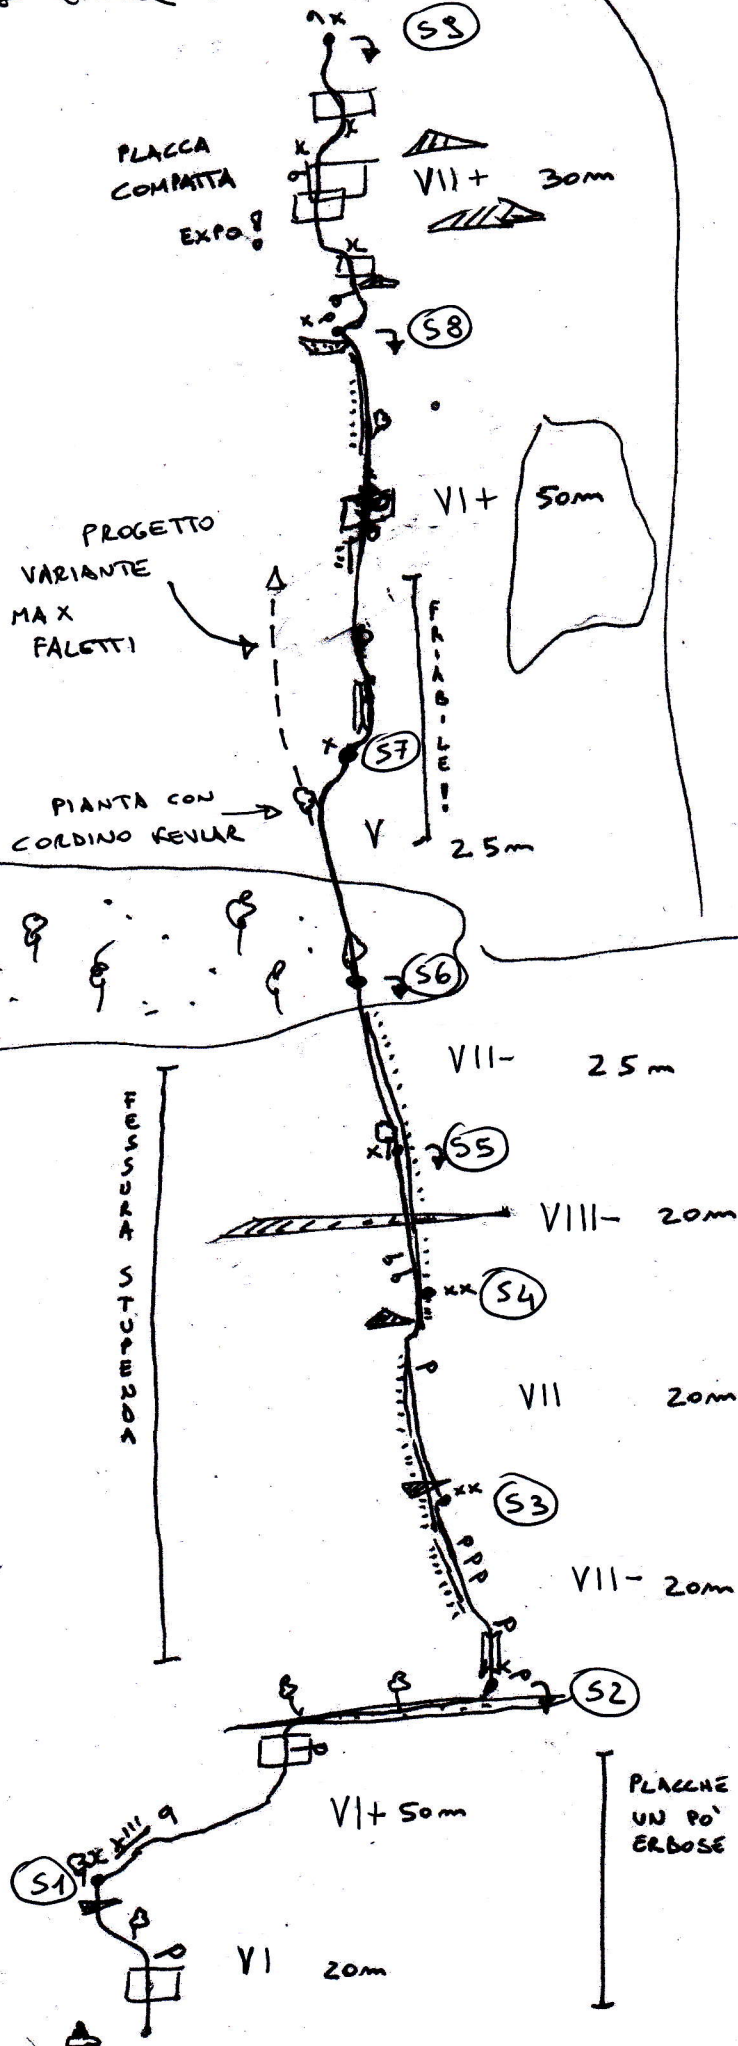 S9
PLACCA
COMPATTA
EXPO!
VII+ 30m
S8
VI+ 50m
PROGETTO
VARIANTE
MAX
FALETTI
FRIABILE!
S7
PIANTA CON
CORDINO KEVLAR
V 25m
S6
VII- 25m
S5
FESSURA STUPENDA
VIII- 20m
xx S4
VII 20m
xx S3
VII- 20m
S2
PLACCHE
UN PO'
ERBOSE
VI+ 50m
S1
VI 20m